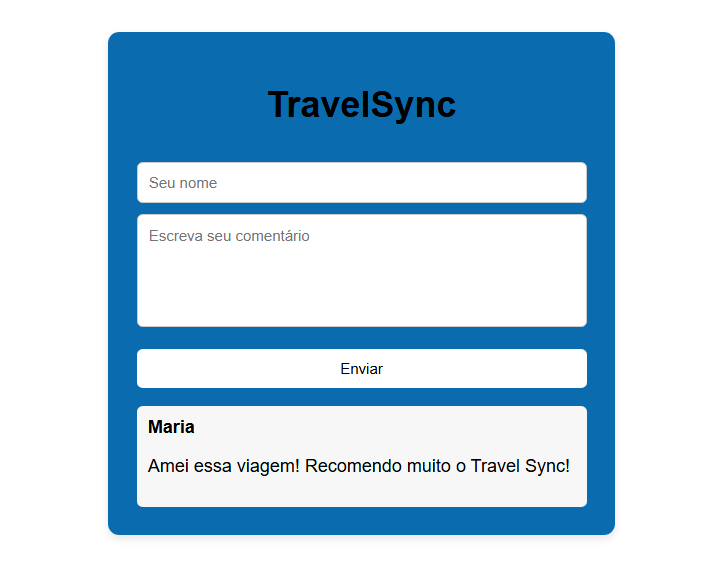 TravelSync
Seu nome
Escreva seu comentário
Enviar
Maria
Amei essa viagem! Recomendo muito o Travel Sync!